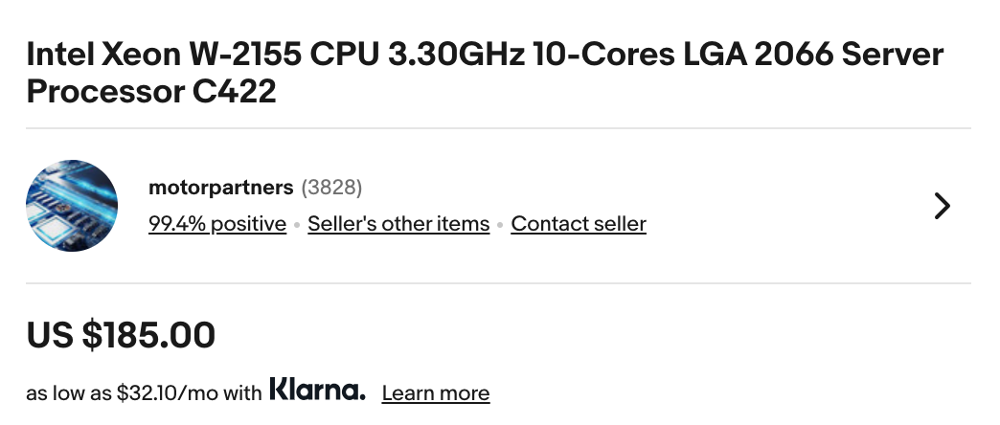 Intel Xeon W-2155 CPU 3.30GHz 10-Cores LGA 2066 Server
Processor C422
motorpartners (3828)
99.4% positive • Seller's other items • Contact seller
US $185.00
as low as $32.10/mo with Klarna. Learn more